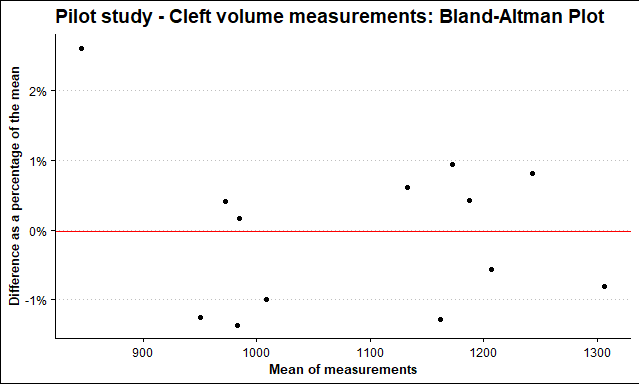 Pilot study - Cleft volume measurements: Bland-Altman Plot
Difference as a percentage of the mean
2%
1%
0%
-1%
900 1000 1100 1200 1300
Mean of measurements